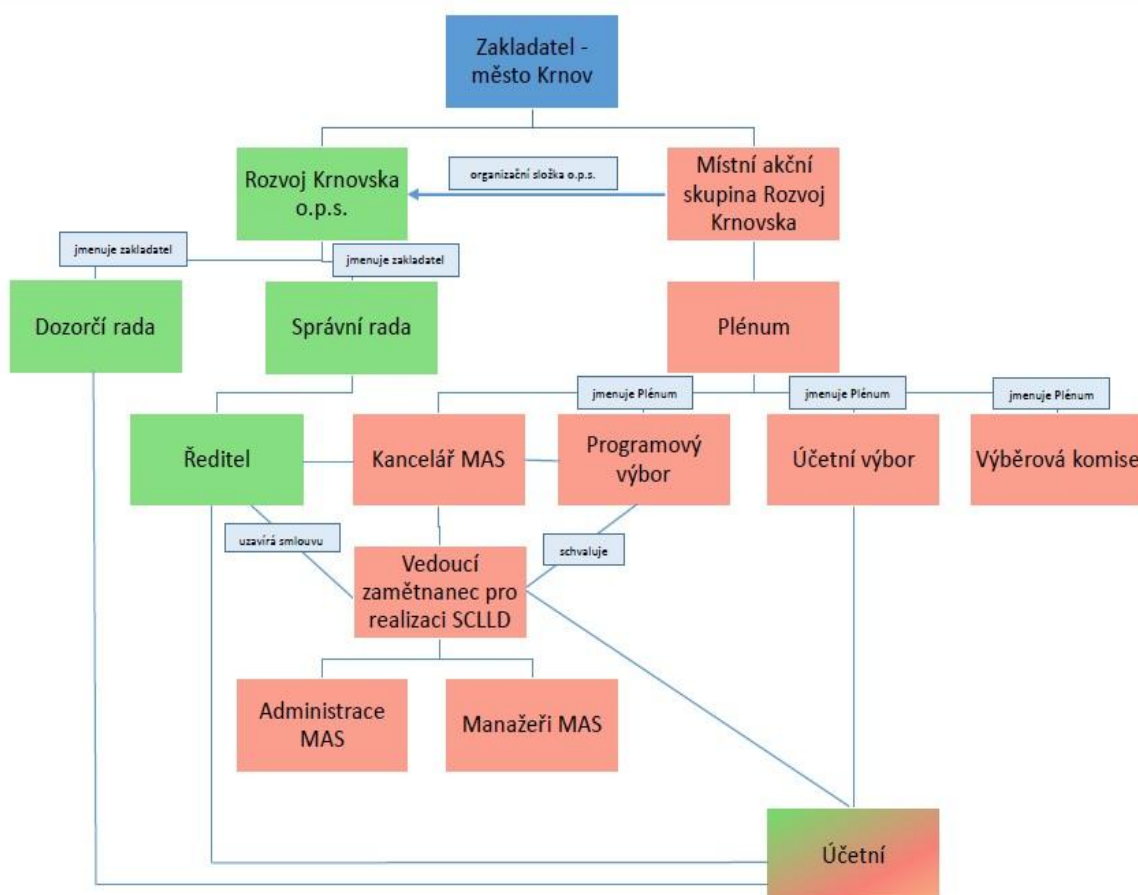 Zakladatel -
město Krnov
Rozvoj Krnovska
o.p.s.
organizační složka o.p.s.
Místní akční
skupina Rozvoj
Krnovska
jmenuje zakladatel
jmenuje zakladatel
Dozorčí rada
Správní rada
Plénum
jmenuje Plénum
jmenuje Plénum
jmenuje Plénum
Ředitel
Kancelář MAS
Programový
výbor
Účetní výbor
Výběrová komise
uzavírá smlouvu
schvaluje
Vedoucí
zamětnanec pro
realizaci SCLLD
Administrace
MAS
Manažeři MAS
Účetní